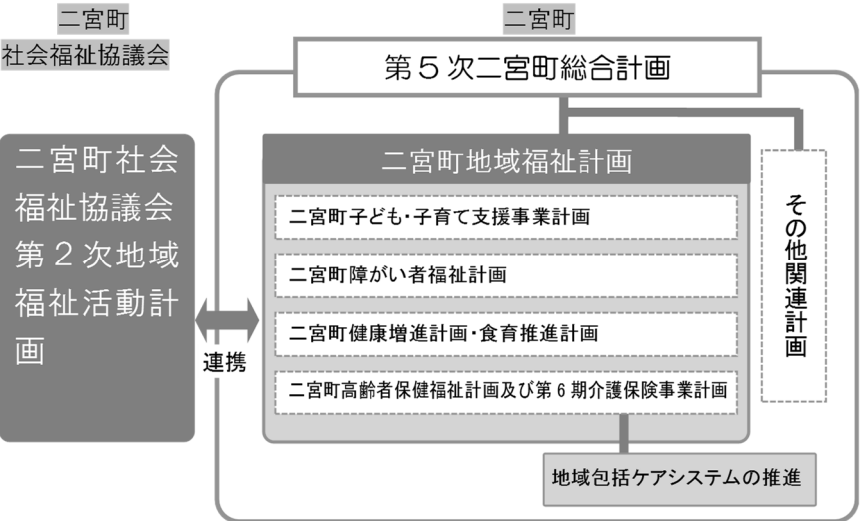 二宮町
社会福祉協議会
二宮町社会
福祉協議会
第2次地域
福祉活動計
画
連携
二宮町
第5次二宮町総合計画
二宮町地域福祉計画
二宮町子ども・子育て支援事業計画
二宮町障がい者福祉計画
二宮町健康増進計画・食育推進計画
二宮町高齢者保健福祉計画及び第6期介護保険事業計画
地域包括ケアシステムの推進
その他関連計画